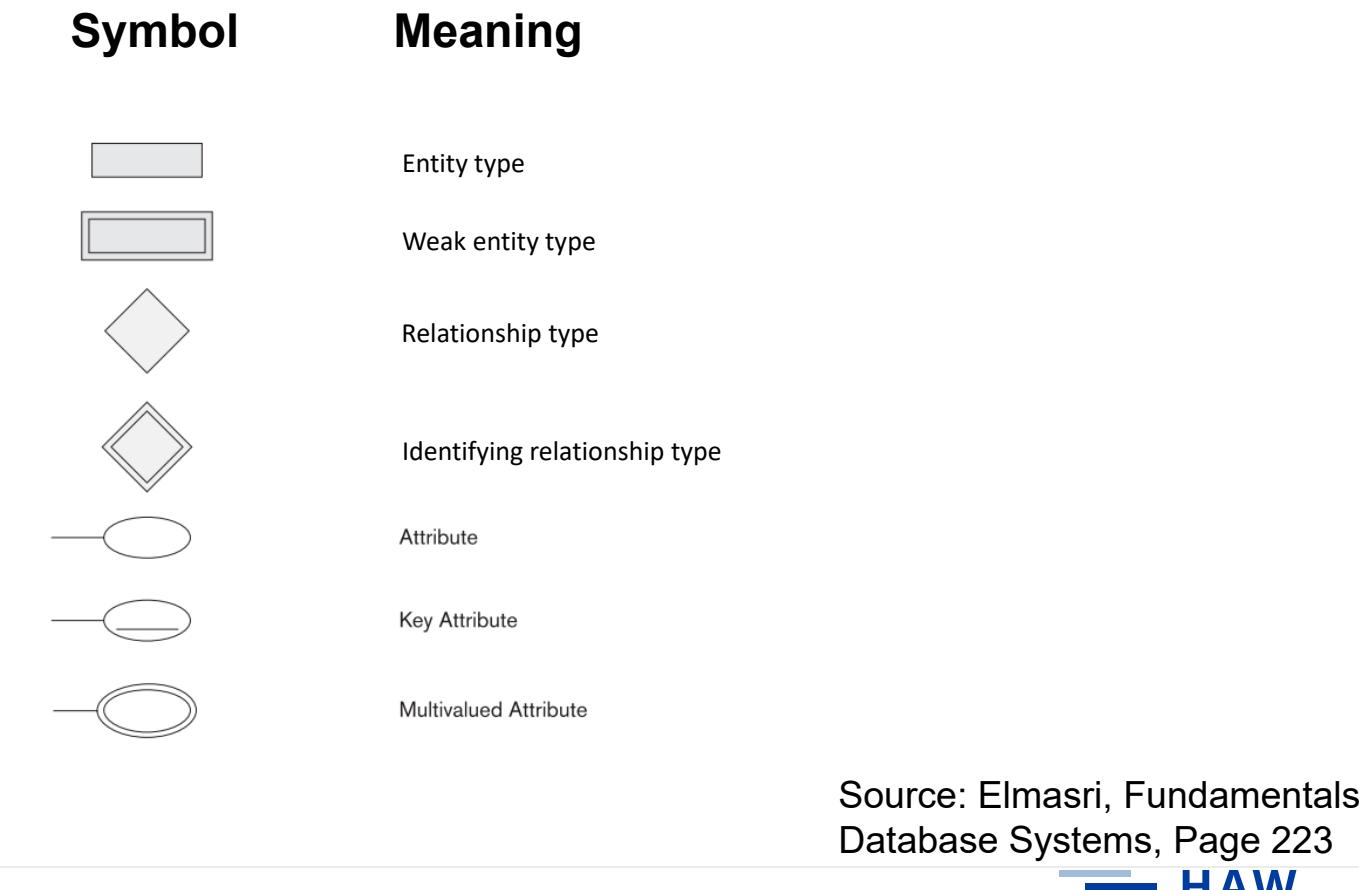 Symbol Meaning
Entity type
Weak entity type
Relationship type
Identifying relationship type
Attribute
Key Attribute
Multivalued Attribute
Source: Elmasri, Fundamentals
Database Systems, Page 223
HAW